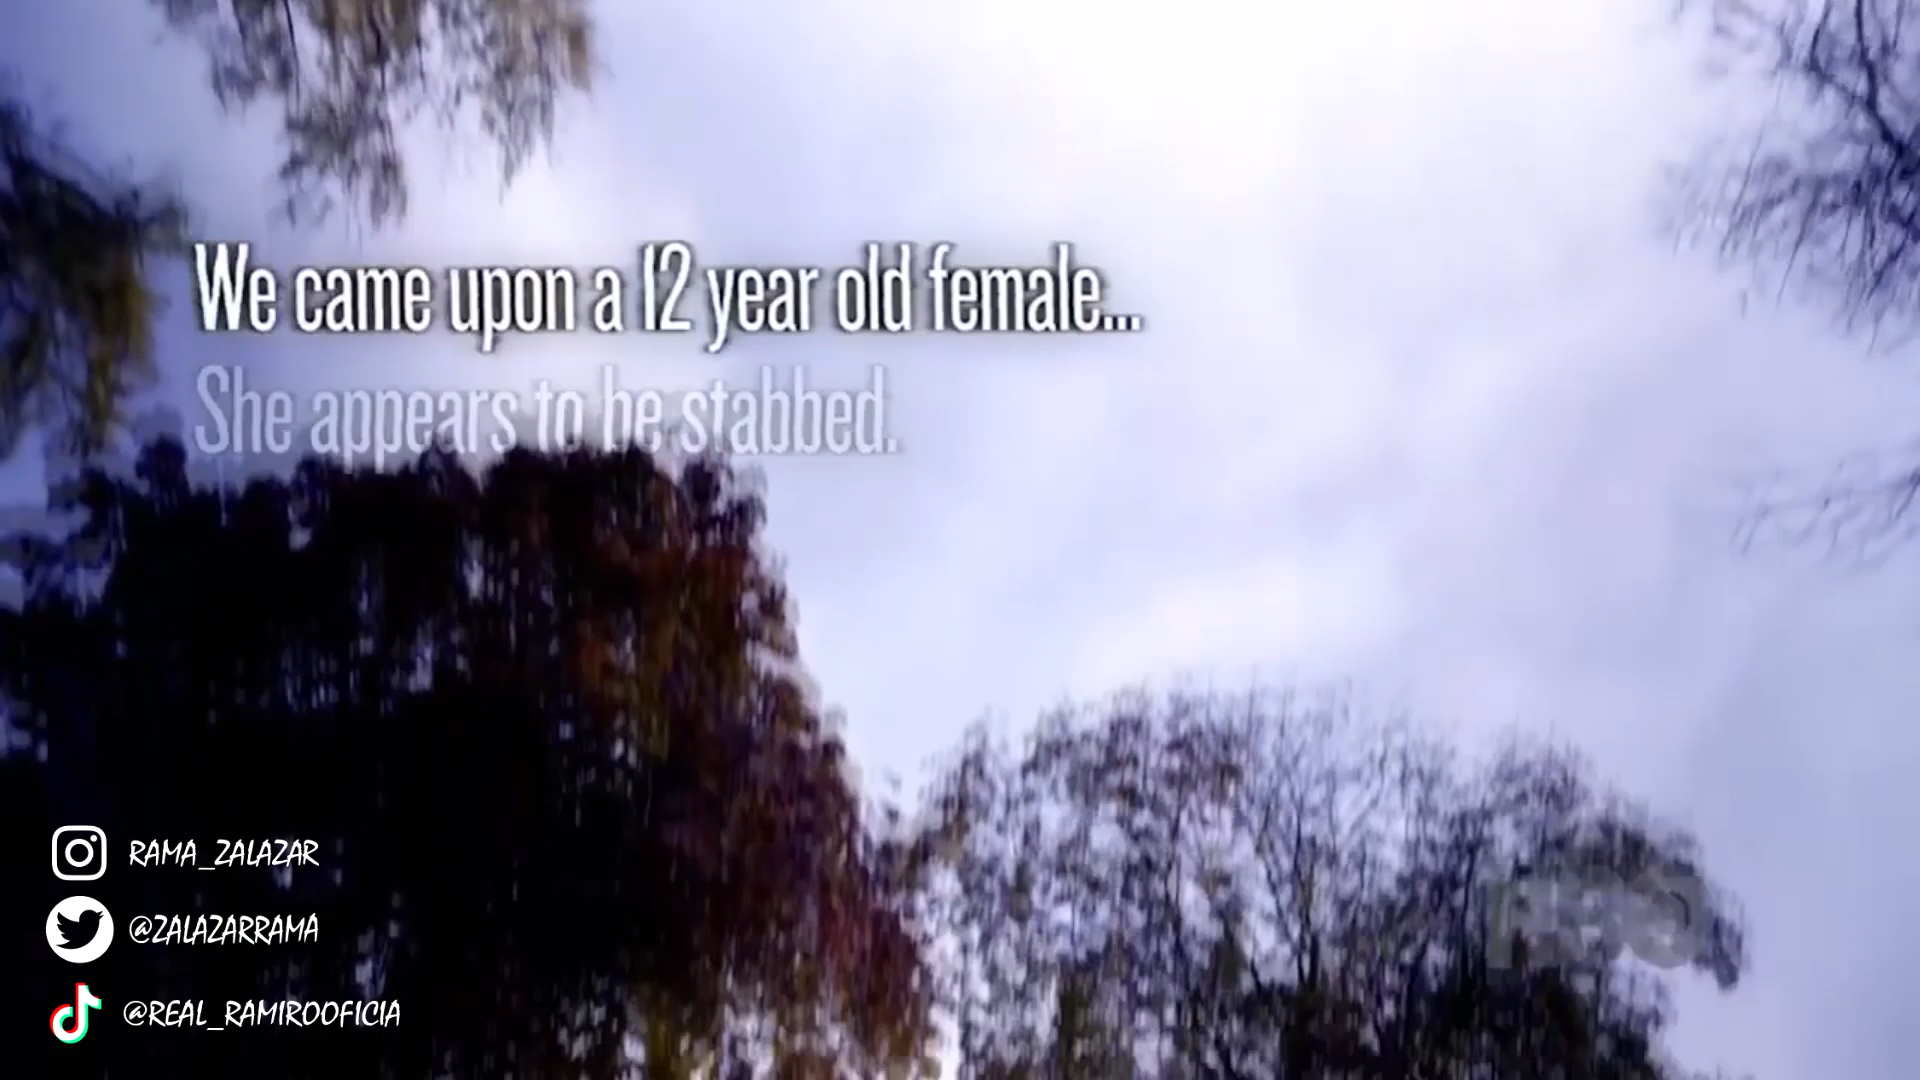 We came upon a 12 year old female...
She appears to be stabbed.
RAMA_ZALAZAR
@ZALAZARRAMA
@REAL_RAMIROOFICIA